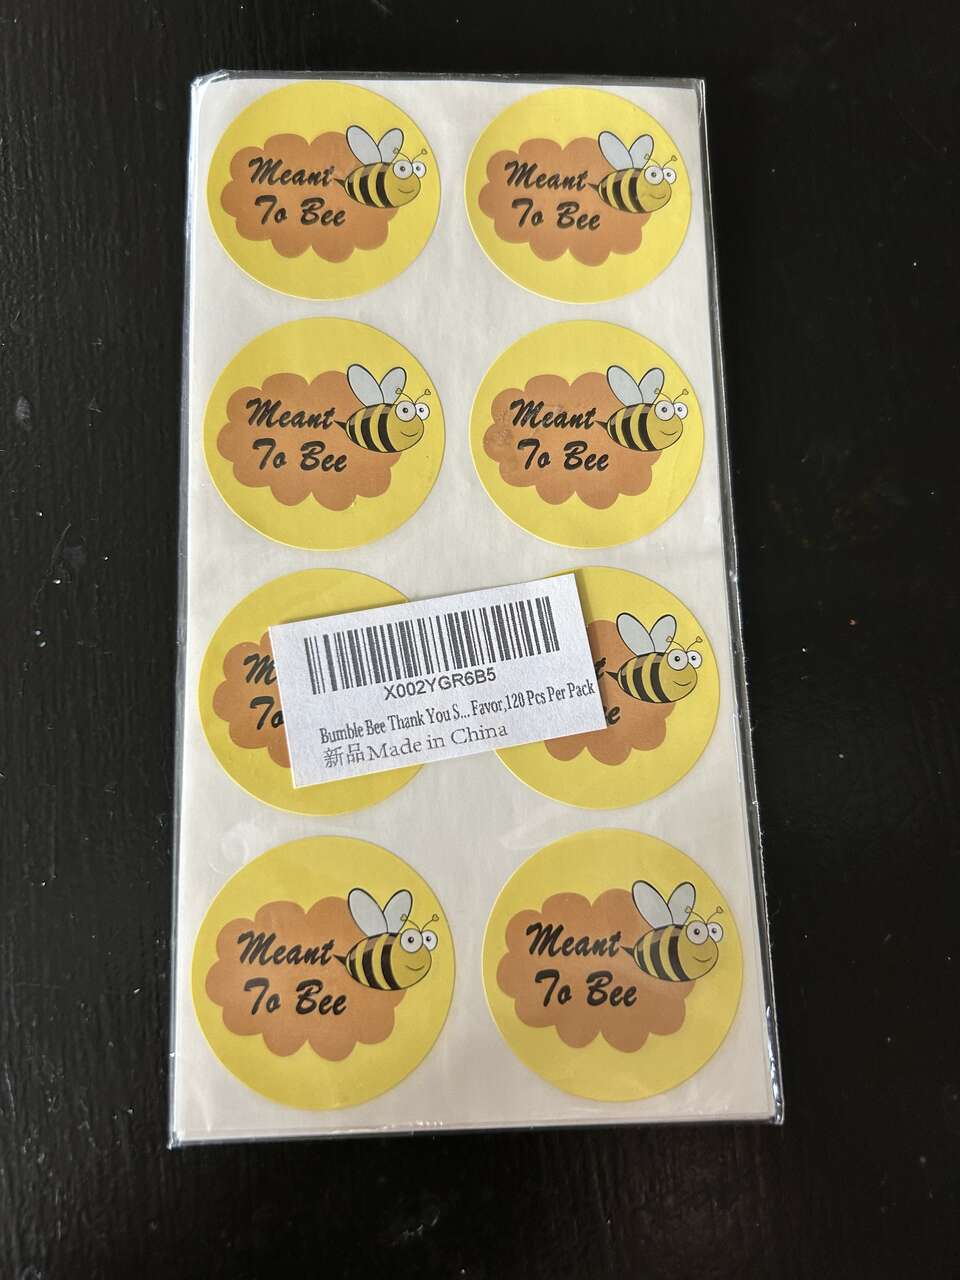 Meant
To Bee
Meant
To Bee
Meant
To Bee
Meant
To Bee
X002YGR6B5
Bumble Bee Thank You S... Favor,120 Pcs Per Pack
新品Made in China
Meant
To Bee
Meant
To Bee